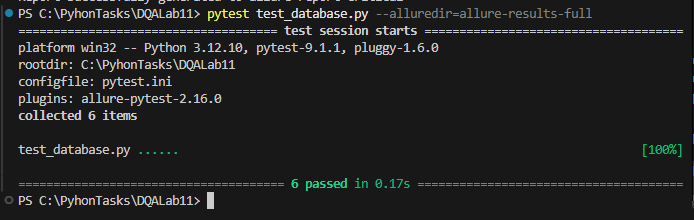 PS C:\PyhonTasks\DQALab11> pytest test_database.py --alluredir=allure-results-full
================================== test session starts ==================================
platform win32 -- Python 3.12.10, pytest-9.1.1, pluggy-1.6.0
rootdir: C:\PyhonTasks\DQALab11
configfile: pytest.ini
plugins: allure-pytest-2.16.0
collected 6 items
test_database.py ...... [100%]
=================================== 6 passed in 0.17s ===================================
PS C:\PyhonTasks\DQALab11>